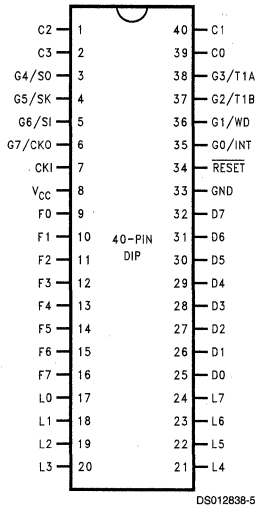 C2 1 40 C1
C3 2 39 C0
G4/SO 3 38 G3/T1A
G5/SK 4 37 G2/T1B
G6/SI 5 36 G1/WD
G7/CKO 6 35 G0/INT
CKI 7 34 RESET
VCC 8 33 GND
F0 9 32 D7
F1 10 31 D6
F2 11 30 D5
F3 12 29 D4
F4 13 28 D3
F5 14 27 D2
F6 15 26 D1
F7 16 25 D0
L0 17 24 L7
L1 18 23 L6
L2 19 22 L5
L3 20 21 L4
40-PIN
DIP
DS012838-5